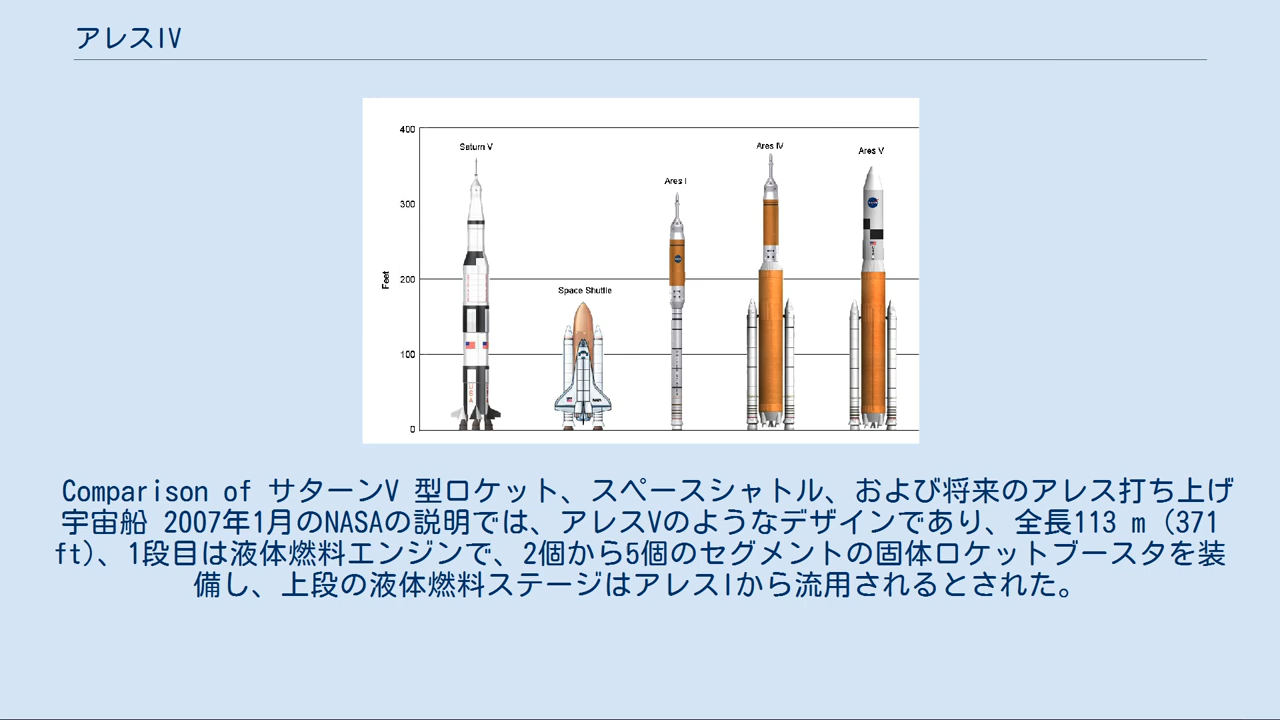 アレスIV
400
Saturn V
Ares IV
Ares V
Ares I
300
Feet
200
Space Shuttle
100
0
Comparison of サターンV 型ロケット、スペースシャトル、および将来のアレス打ち上げ
宇宙船 2007年1月のNASAの説明では、アレスVのようなデザインであり、全長113 m (371
ft)、1段目は液体燃料エンジンで、2個から5個のセグメントの固体ロケットブースタを装
備し、上段の液体燃料ステージはアレスIから流用されるとされた。